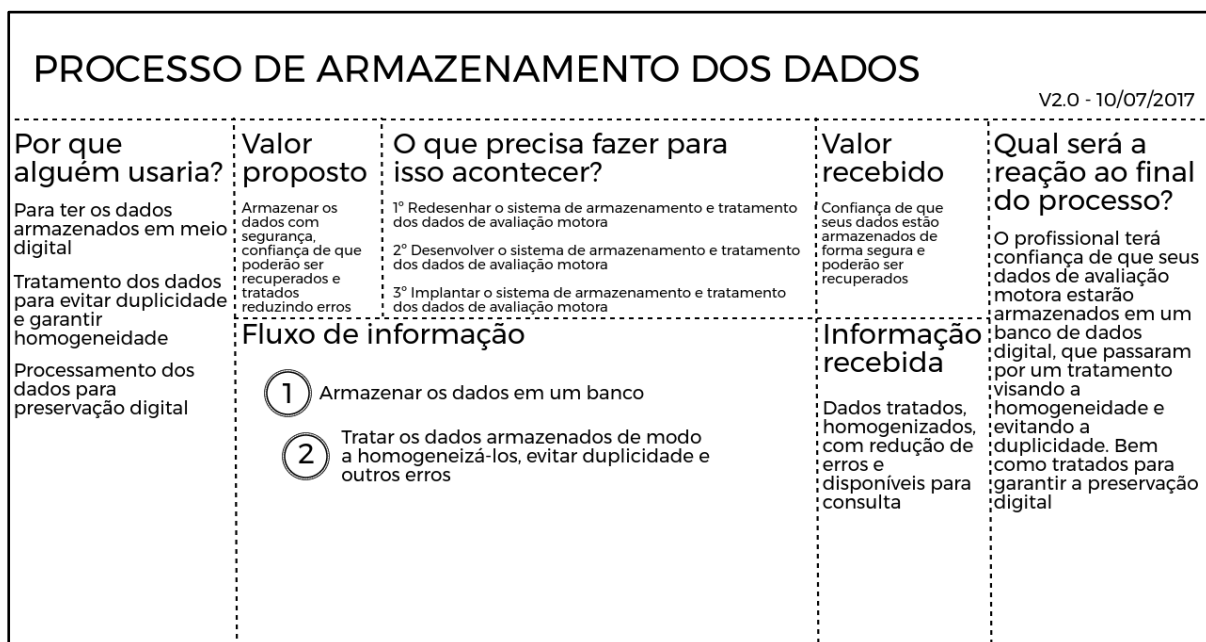 PROCESSO DE ARMAZENAMENTO DOS DADOS
V2.0 - 10/07/2017
Por que
alguém usaria?
Para ter os dados
armazenados em meio
digital
Tratamento dos dados
para evitar duplicidade
e garantir
homogeneidade
Processamento dos
dados para
preservação digital
Valor
proposto
Armazenar os
dados com
segurança,
confiança de que
poderão ser
recuperados e
tratados
reduzindo erros
O que precisa fazer para
isso acontecer?
1º Redesenhar o sistema de armazenamento e tratamento
dos dados de avaliação motora
2º Desenvolver o sistema de armazenamento e tratamento
dos dados de avaliação motora
3º Implantar o sistema de armazenamento e tratamento
dos dados de avaliação motora
Valor
recebido
Confiança de que
seus dados estão
armazenados de
forma segura e
poderão ser
recuperados
Fluxo de informação
1 Armazenar os dados em um banco
2 Tratar os dados armazenados de modo
a homogeneizá-los, evitar duplicidade e
outros erros
Informação
recebida
Dados tratados,
homogenizados,
com redução de
erros e
disponíveis para
consulta
Qual será a
reação ao final
do processo?
O profissional terá
confiança de que seus
dados de avaliação
motora estarão
armazenados em um
banco de dados
digital, que passaram
por um tratamento
visando a
homogeneidade e
evitando a
duplicidade. Bem
como tratados para
garantir a preservação
digital